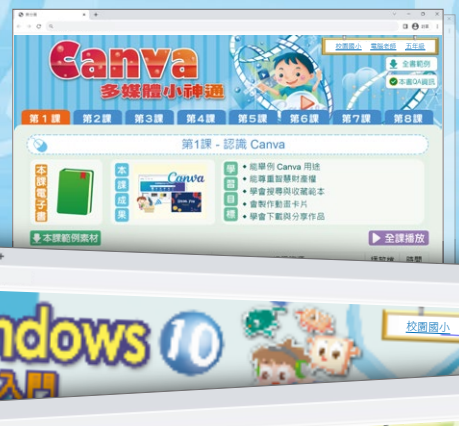 校園國小 電腦老師 五年級
Canva
多媒體小神通
全書範例
本書QA資訊
第1課 第2課 第3課 第4課 第5課 第6課 第7課 第8課
第1課 - 認識 Canva
本課電子書
本課成果
Canva
學習目標
• 能舉例 Canva 用途
• 能尊重智慧財產權
• 學會搜尋與收藏範本
• 會製作動畫卡片
• 學會下載與分享作品
本課範例素材
全課播放
ndows 10
入門
校園國小